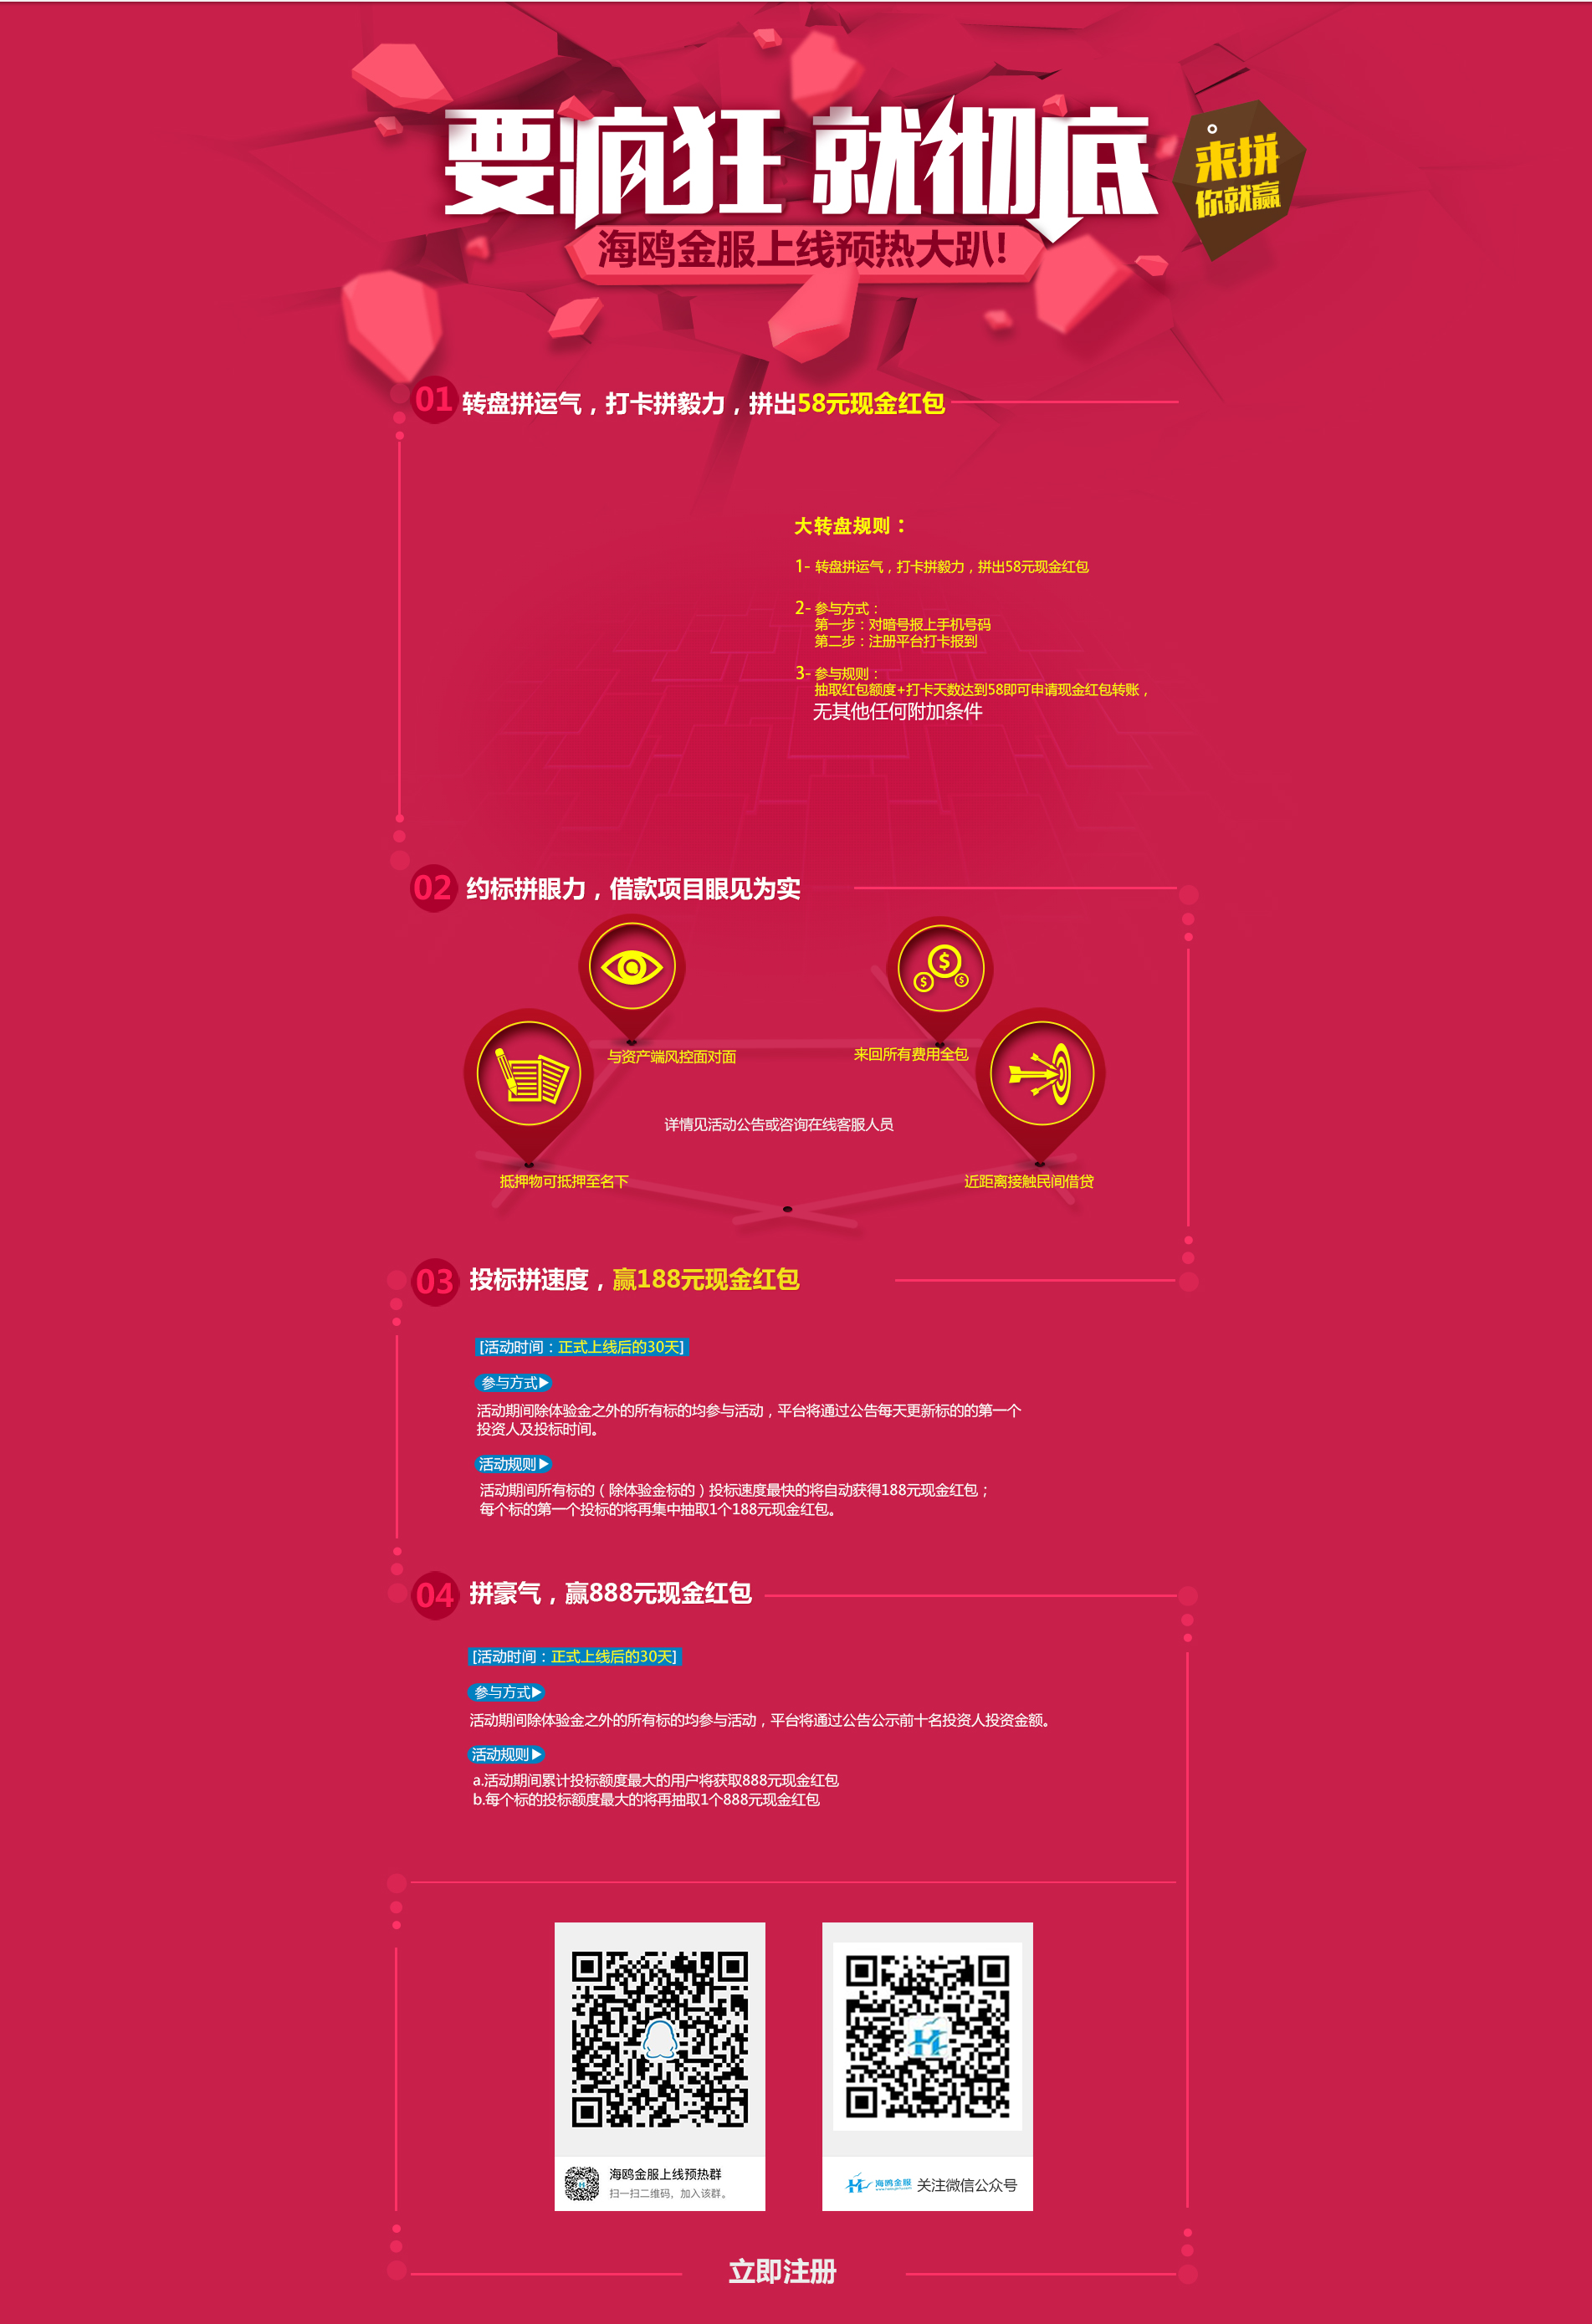 要疯狂 就彻底
来拼
你就赢
海鸥金服上线预热大趴!
01 转盘拼运气，打卡拼毅力，拼出58元现金红包
大转盘规则：
1- 转盘拼运气，打卡拼毅力，拼出58元现金红包
2- 参与方式：
第一步：对暗号报上手机号码
第二步：注册平台打卡报到
3- 参与规则：
抽取红包额度+打卡天数达到58即可申请现金红包转账，
无其他任何附加条件
02 约标拼眼力，借款项目眼见为实
与资产端风控面对面
来回所有费用全包
详情见活动公告或咨询在线客服人员
抵押物可抵押至名下
近距离接触民间借贷
03 投标拼速度，赢188元现金红包
[活动时间：正式上线后的30天]
参与方式▶
活动期间除体验金之外的所有标的均参与活动，平台将通过公告每天更新标的的第一个
投资人及投标时间。
活动规则▶
活动期间所有标的（除体验金标的）投标速度最快的将自动获得188元现金红包；
每个标的第一个投标的将再集中抽取1个188元现金红包。
04 拼豪气，赢888元现金红包
[活动时间：正式上线后的30天]
参与方式▶
活动期间除体验金之外的所有标的均参与活动，平台将通过公告公示前十名投资人投资金额。
活动规则▶
a.活动期间累计投标额度最大的用户将获取888元现金红包
b.每个标的投标额度最大的将再抽取1个888元现金红包
海鸥金服上线预热群
扫一扫二维码，加入该群。
海鸥金服 关注微信公众号
立即注册